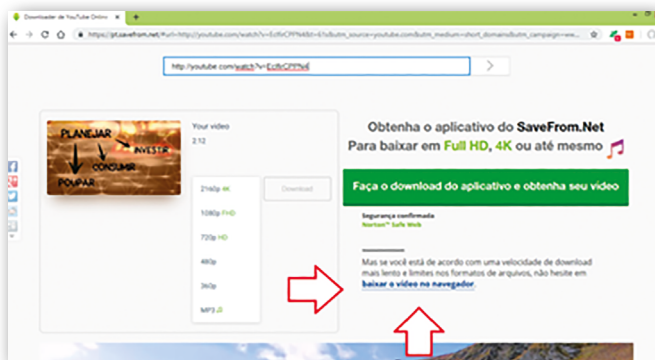 Downloader de YouTube Online
https://pt.savefrom.net/#url=http://youtube.com/watch?v=
http://youtube.com/watch?v=
PLANEJAR
INVESTIR
CONSUMIR
POUPAR
Your video
2:12
2160p 4K
1080p FHD
720p HD
480p
360p
MP3
Download
Obtenha o aplicativo do SaveFrom.Net
Para baixar em Full HD, 4K ou até mesmo
Faça o download do aplicativo e obtenha seu vídeo
Segurança confirmada
Norton™ Safe Web
Mas se você está de acordo com uma velocidade de download
mais lento e limites nos formatos de arquivos, não hesite em
baixar o vídeo no navegador.